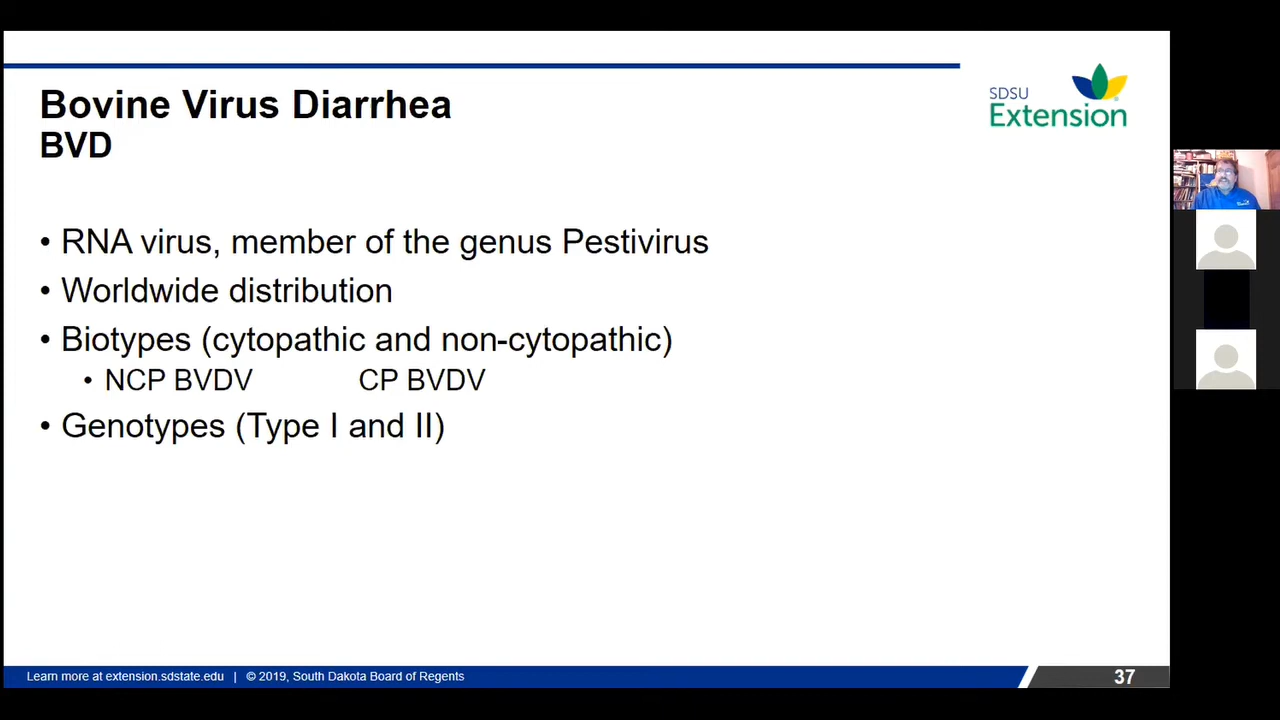 Bovine Virus Diarrhea
BVD
SDSU
Extension
• RNA virus, member of the genus Pestivirus
• Worldwide distribution
• Biotypes (cytopathic and non-cytopathic)
• NCP BVDV CP BVDV
• Genotypes (Type I and II)
Learn more at extension.sdstate.edu | © 2019, South Dakota Board of Regents
37